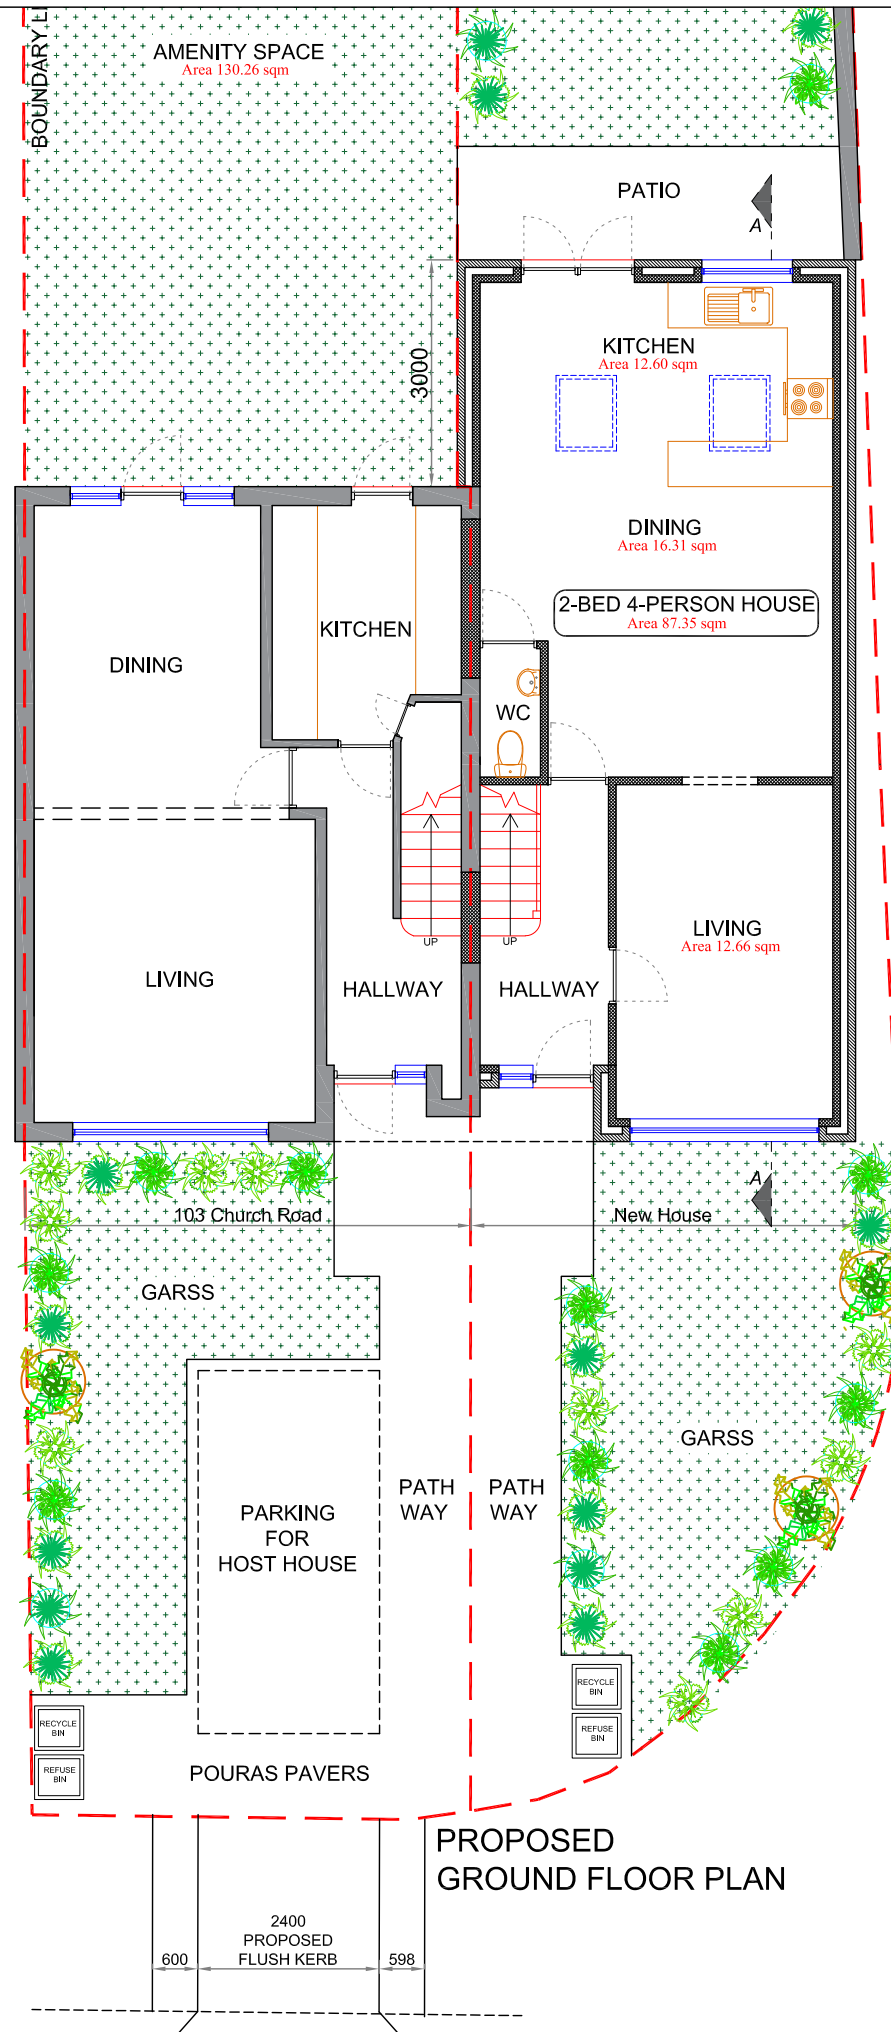 BOUNDARY LI
AMENITY SPACE
Area 130.26 sqm
PATIO
A
3000
KITCHEN
Area 12.60 sqm
DINING
Area 16.31 sqm
2-BED 4-PERSON HOUSE
Area 87.35 sqm
KITCHEN
DINING
WC
LIVING
Area 12.66 sqm
UP
UP
LIVING
HALLWAY
HALLWAY
A
103 Church Road
New House
GARSS
GARSS
PATH
WAY
PATH
WAY
PARKING
FOR
HOST HOUSE
RECYCLE
BIN
REFUSE
BIN
RECYCLE
BIN
REFUSE
BIN
POURAS PAVERS
PROPOSED
GROUND FLOOR PLAN
2400
PROPOSED
FLUSH KERB
600
598